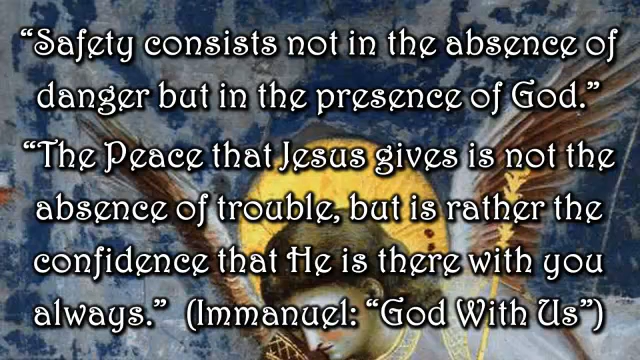 “Safety consists not in the absence of
danger but in the presence of God.”
“The Peace that Jesus gives is not the
absence of trouble, but is rather the
confidence that He is there with you
always.” (Immanuel: “God With Us”)